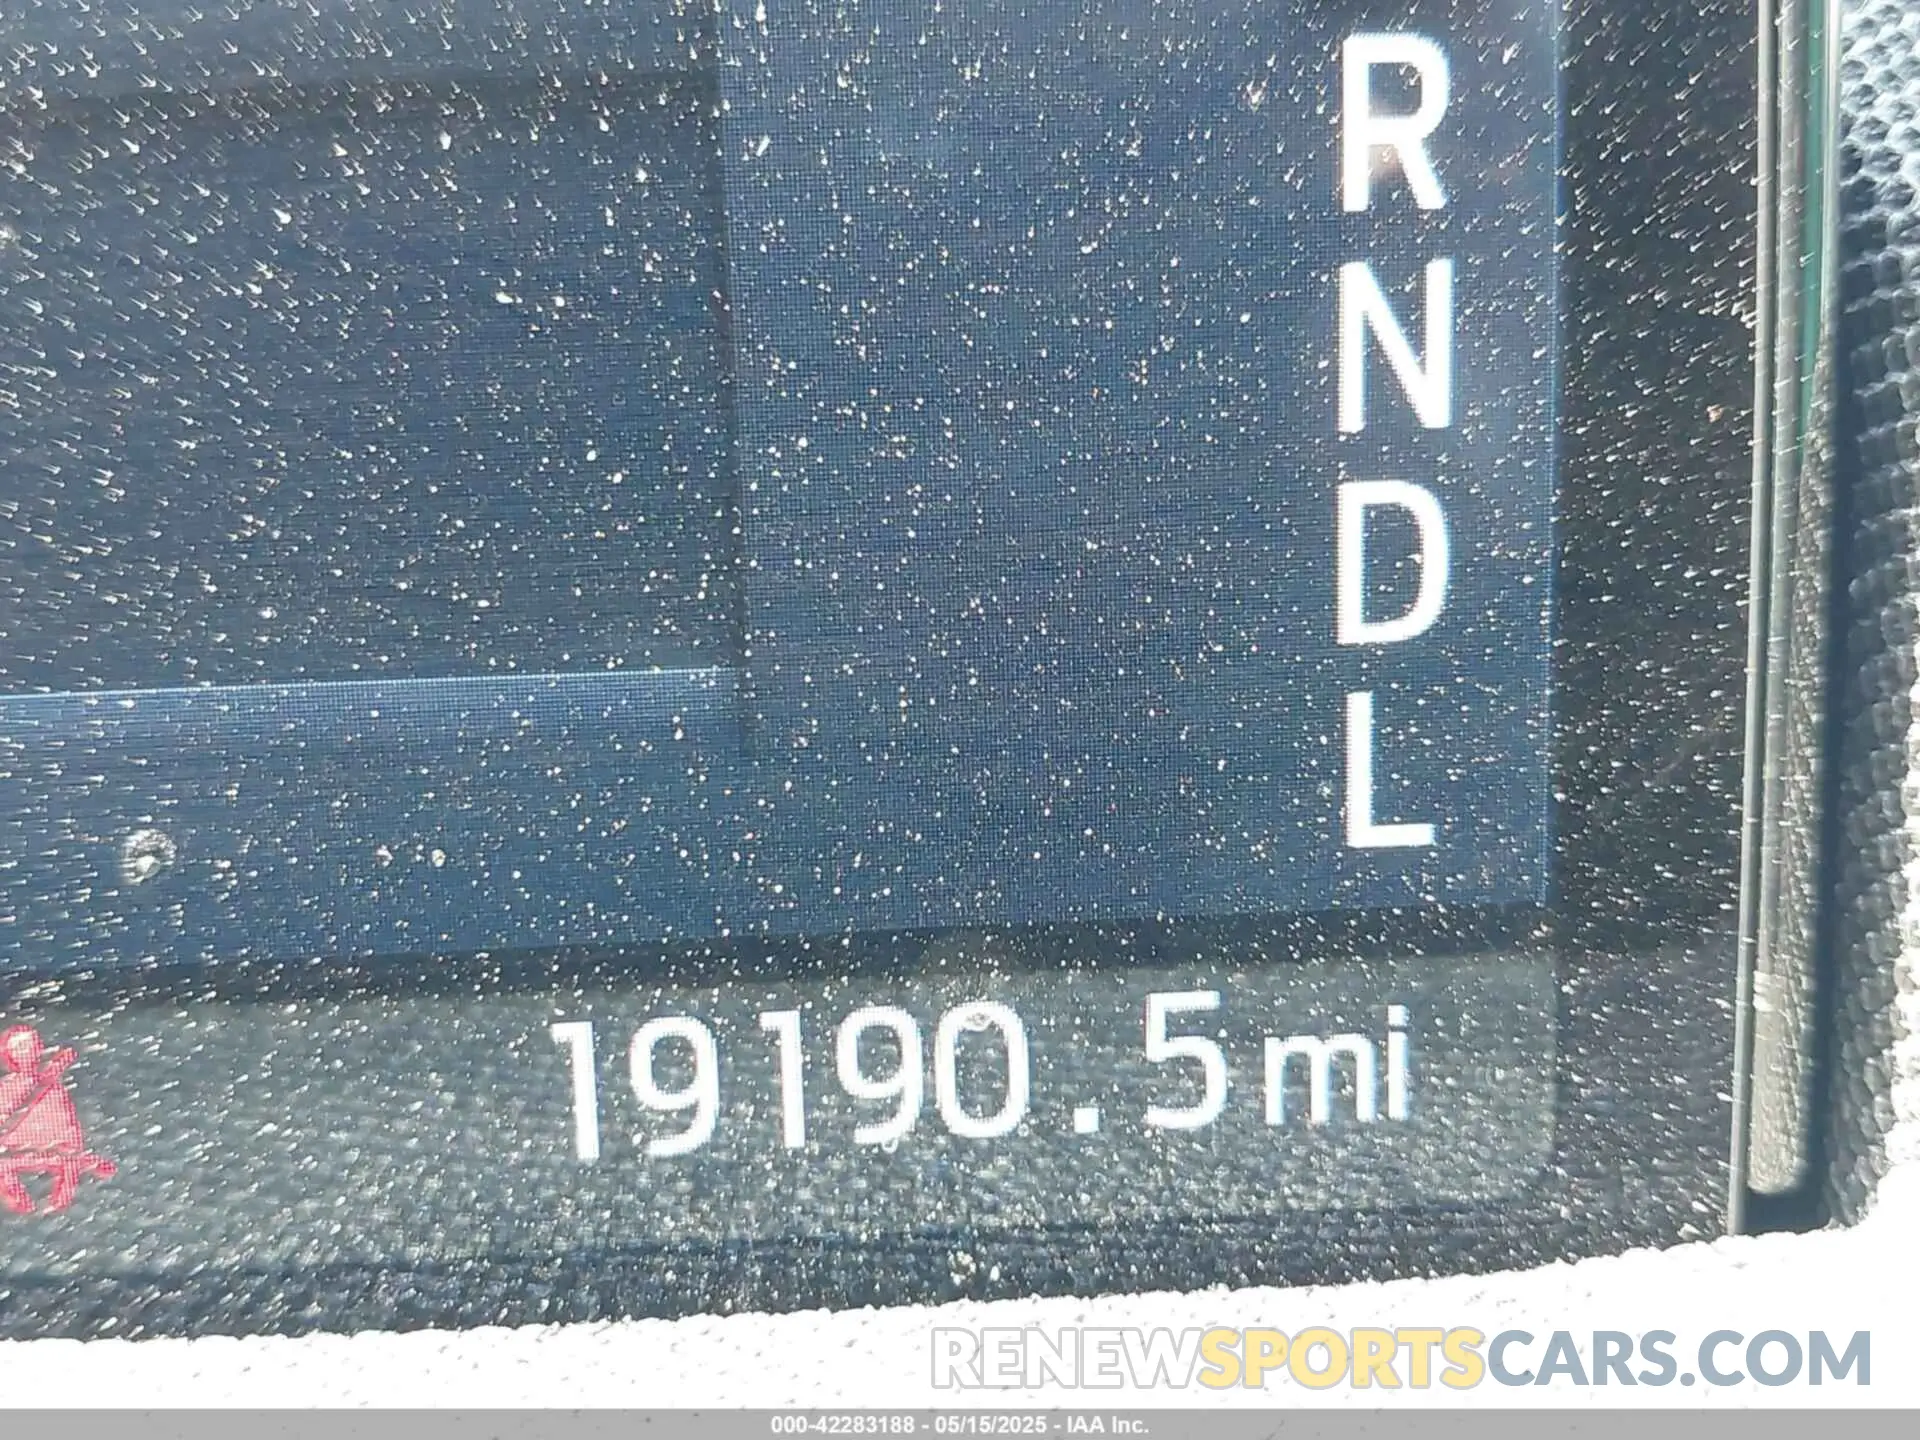 R
N
D
L
19190.5mi
RENEWSPORTSCARS.COM
000-42283188 - 05/15/2025 - IAA Inc.